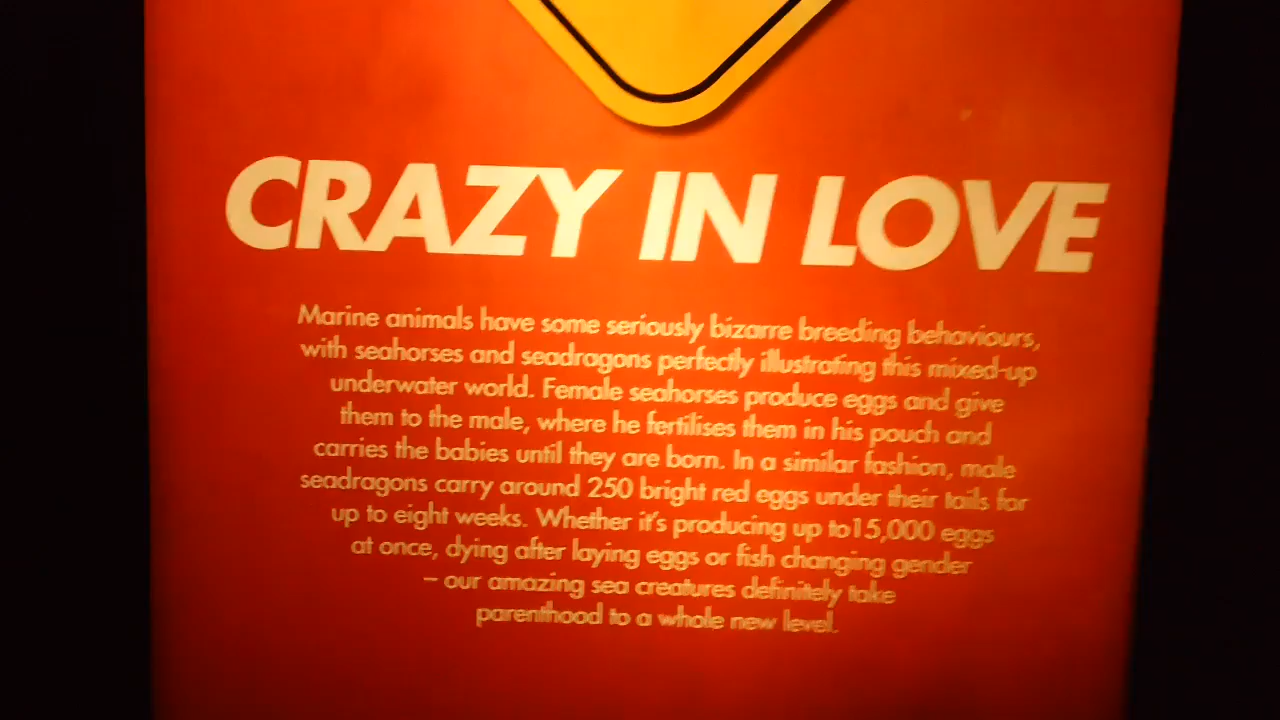 CRAZY IN LOVE
Marine animals have some seriously bizarre breeding behaviours,
with seahorses and seadragons perfectly illustrating this mixed-up
underwater world. Female seahorses produce eggs and give
them to the male, where he fertilises them in his pouch and
carries the babies until they are born. In a similar fashion, male
seadragons carry around 250 bright red eggs under their tails for
up to eight weeks. Whether it's producing up to15,000 eggs
at once, dying after laying eggs or fish changing gender
– our amazing sea creatures definitely take
parenthood to a whole new level.